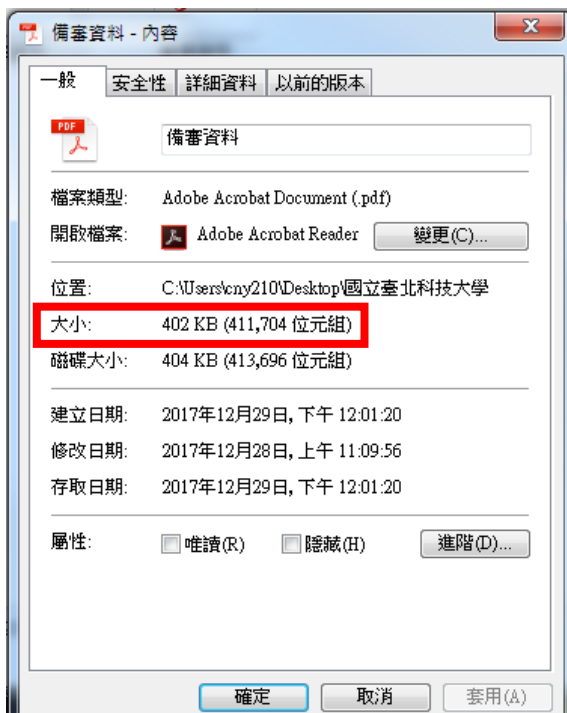 備審資料 - 內容
一般 安全性 詳細資料 以前的版本
PDF 備審資料
檔案類型: Adobe Acrobat Document (.pdf)
開啟檔案: Adobe Acrobat Reader 變更(C)...
位置: C:\Users\cny210\Desktop\國立臺北科技大學
大小: 402 KB (411,704 位元組)
磁碟大小: 404 KB (413,696 位元組)
建立日期: 2017年12月29日, 下午 12:01:20
修改日期: 2017年12月28日, 上午 11:09:56
存取日期: 2017年12月29日, 下午 12:01:20
屬性: 唯讀(R) 隱藏(H) 進階(D)...
確定 取消 套用(A)